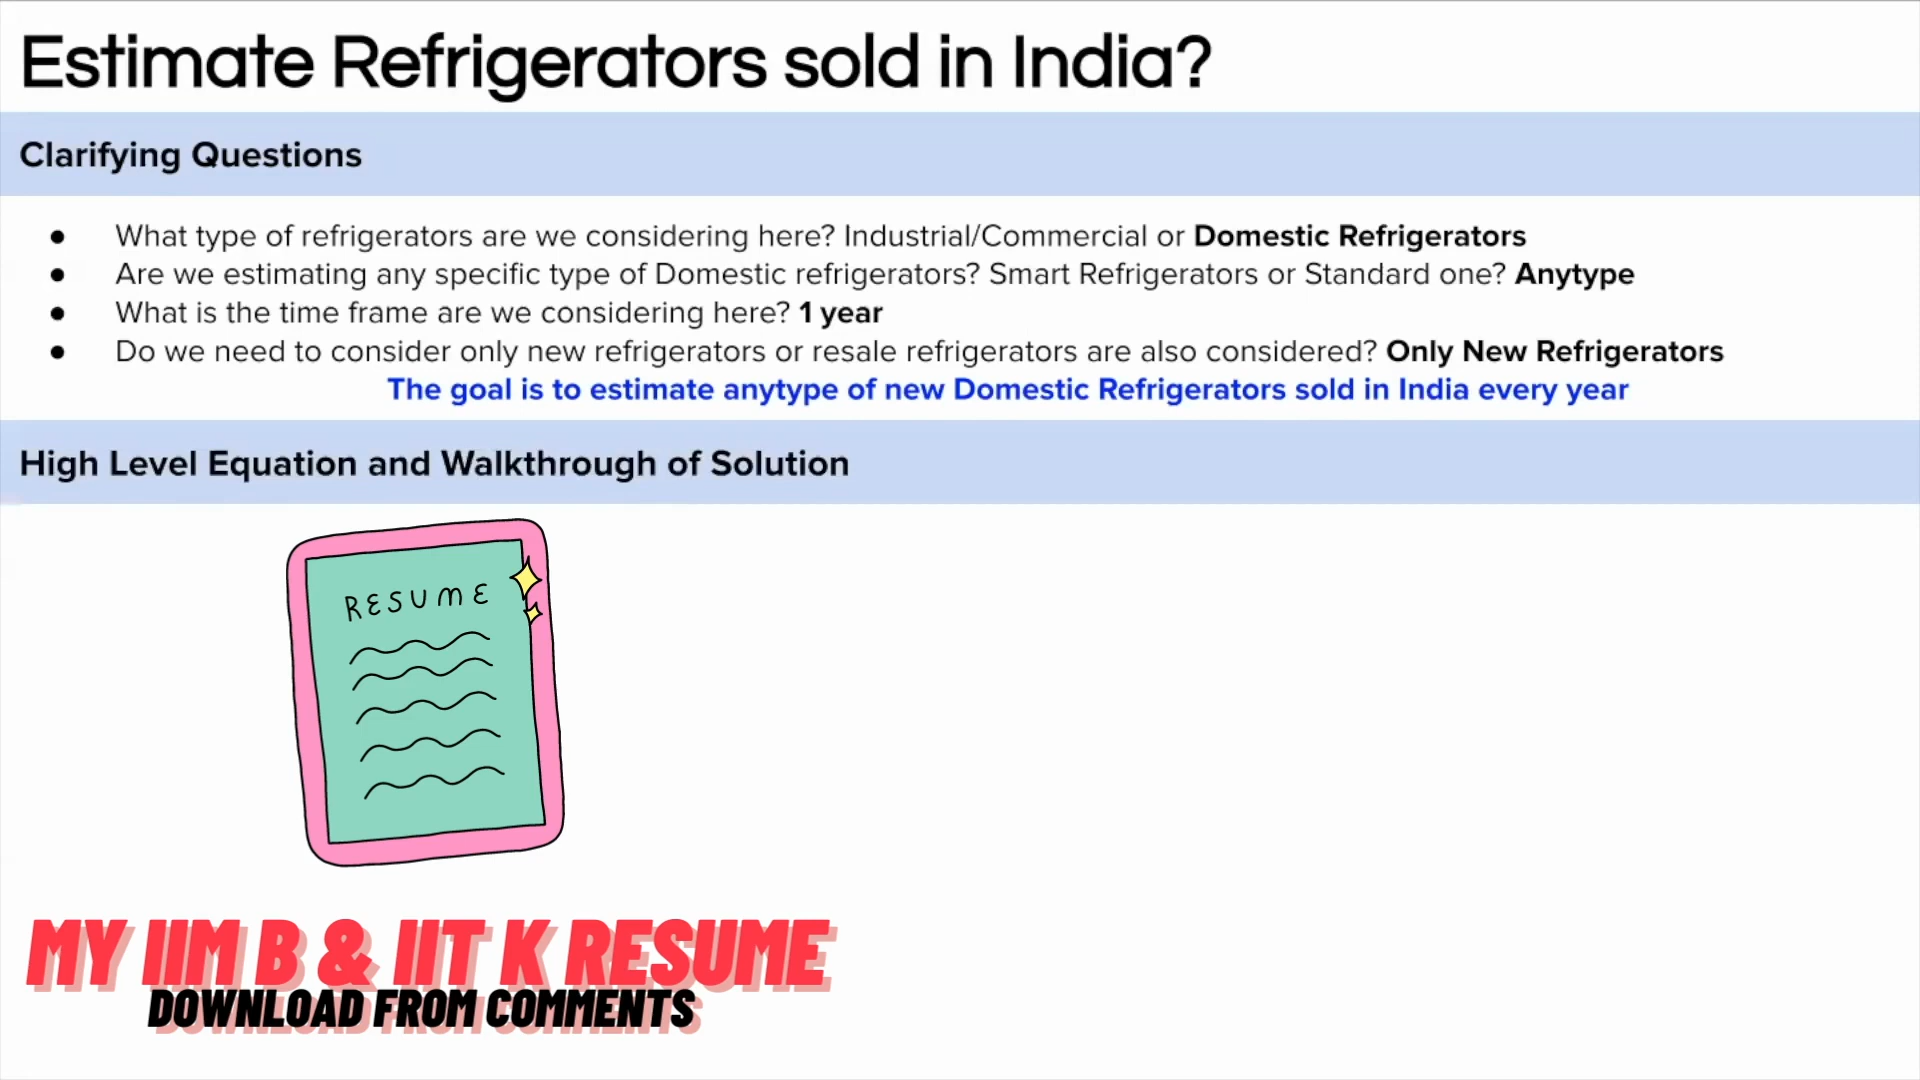 Estimate Refrigerators sold in India?
Clarifying Questions
● What type of refrigerators are we considering here? Industrial/Commercial or Domestic Refrigerators
● Are we estimating any specific type of Domestic refrigerators? Smart Refrigerators or Standard one? Anytype
● What is the time frame are we considering here? 1 year
● Do we need to consider only new refrigerators or resale refrigerators are also considered? Only New Refrigerators
The goal is to estimate anytype of new Domestic Refrigerators sold in India every year
High Level Equation and Walkthrough of Solution
RESUME
MY IIM B & IIT K RESUME
DOWNLOAD FROM COMMENTS